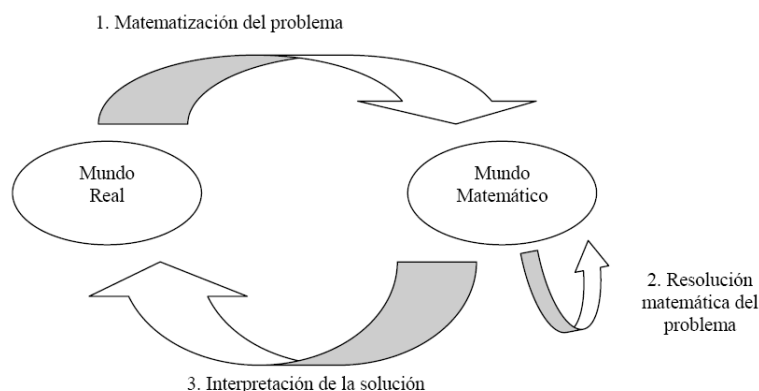 1. Matematización del problema
Mundo
Real
Mundo
Matemático
2. Resolución
matemática del
problema
3. Interpretación de la solución